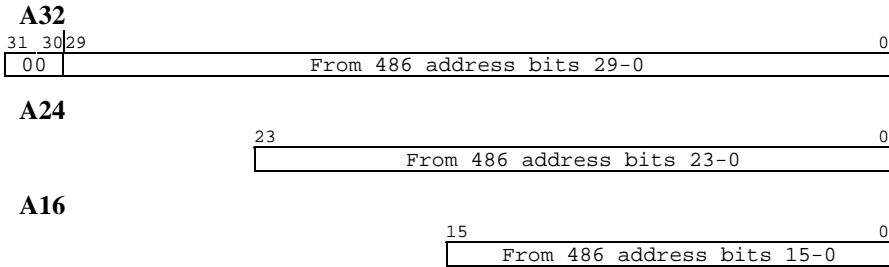 A32
31 30 29 0
00 From 486 address bits 29-0
A24
23 0
From 486 address bits 23-0
A16
15 0
From 486 address bits 15-0